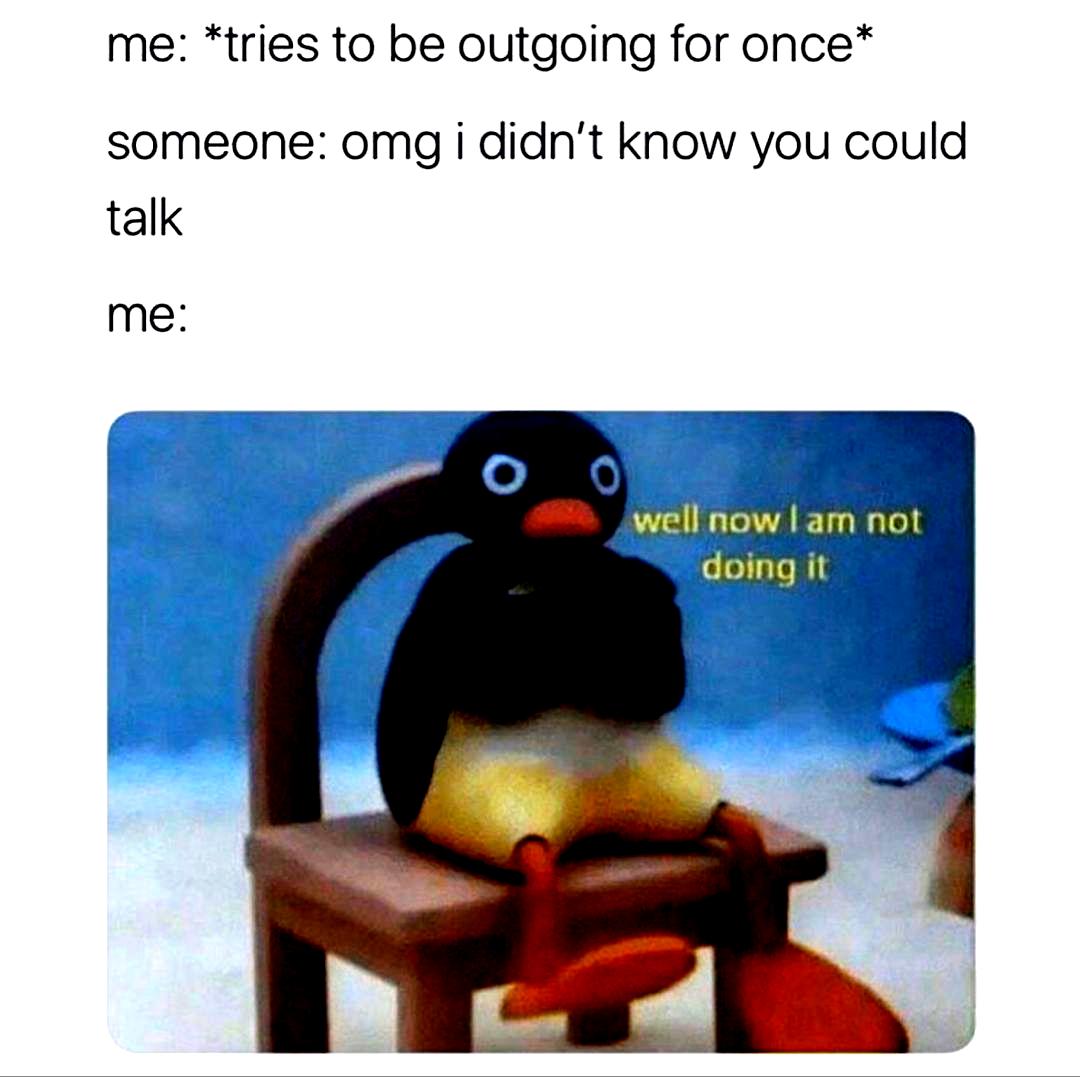 me: *tries to be outgoing for once*
someone: omg i didn’t know you could
talk
me:
well now I am not
doing it